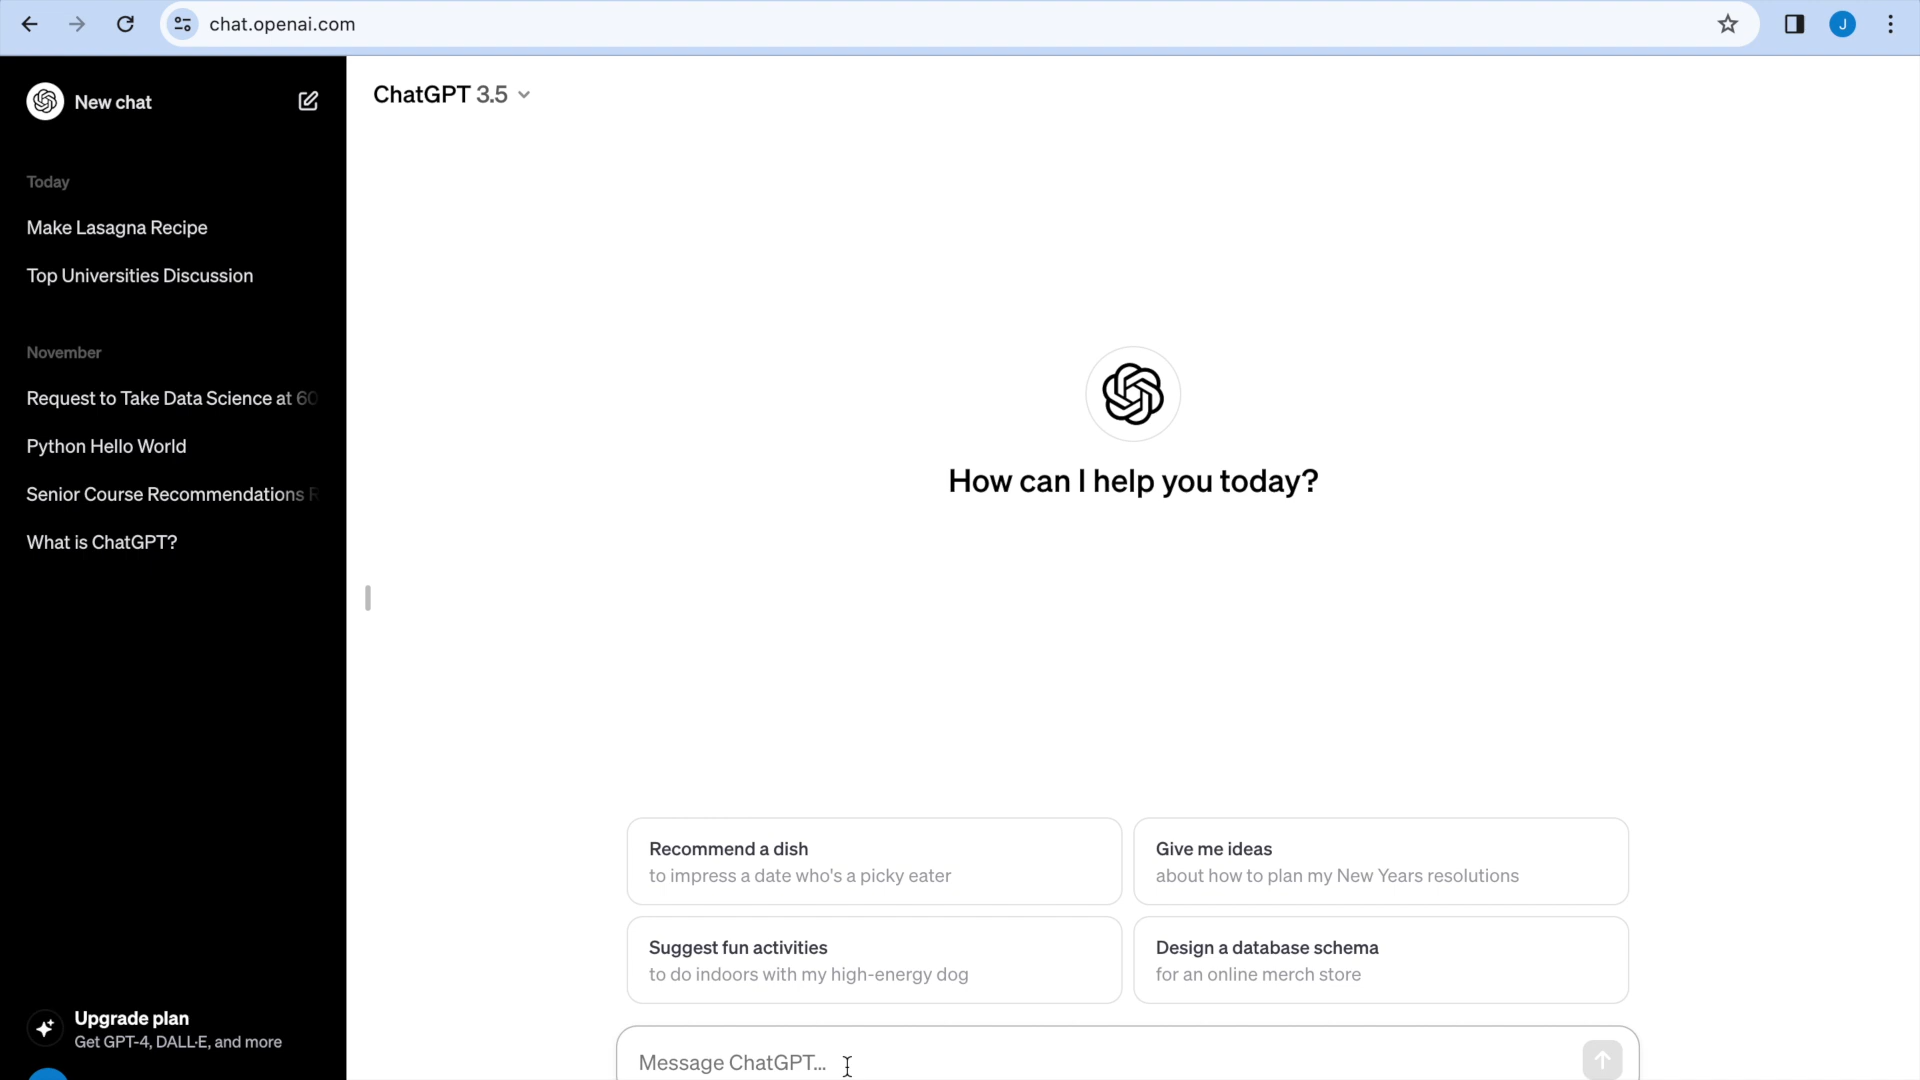 chat.openai.com
J
New chat
ChatGPT 3.5
Today
Make Lasagna Recipe
Top Universities Discussion
November
Request to Take Data Science at 60
Python Hello World
Senior Course Recommendations R
What is ChatGPT?
How can I help you today?
Recommend a dish
to impress a date who's a picky eater
Give me ideas
about how to plan my New Years resolutions
Suggest fun activities
to do indoors with my high-energy dog
Design a database schema
for an online merch store
Upgrade plan
Get GPT-4, DALL·E, and more
Message ChatGPT...